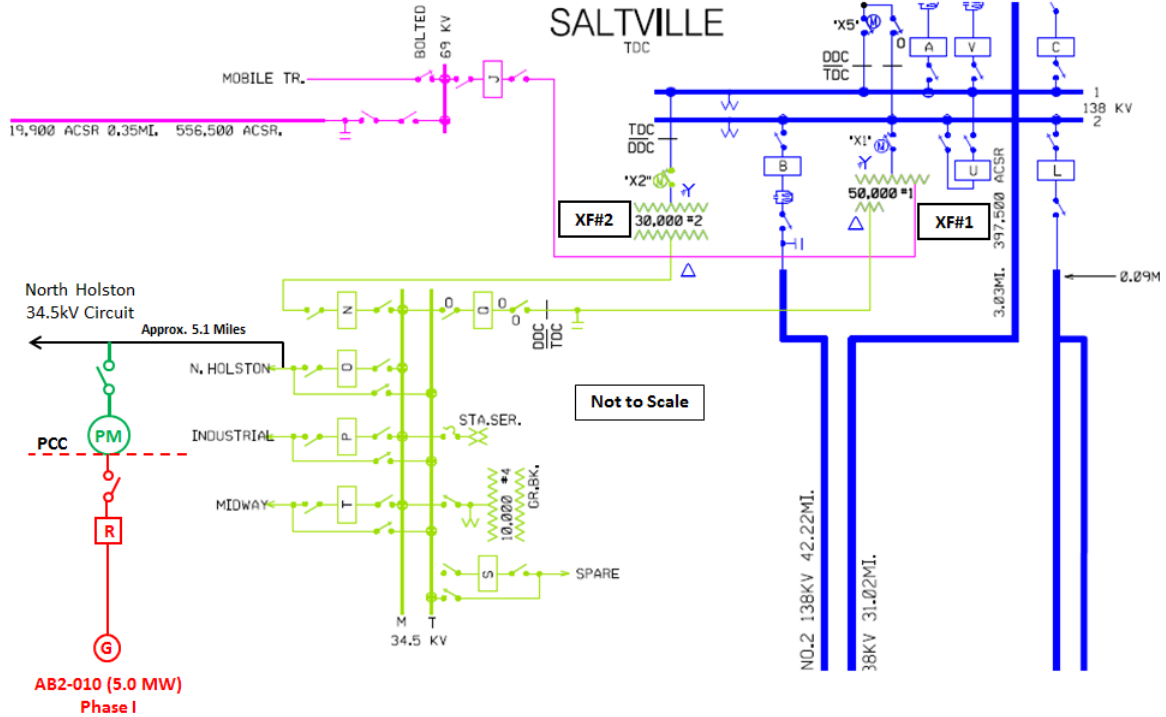 SALTVILLE
TDC
BOLTED
69 KV
MOBILE TR.
J
19,900 ACSR 0.35MI. 556,500 ACSR.
"X5"
M
O
A
V
C
DDC
TDC
1
138 KV
2
TDC
DDC
"X1"
M
Y
B
U
L
"X2"
M
Y
50,000 #1
XF#2
30,000 #2
XF#1
397,500 ACSR
3.03MI.
0.09M
North Holston
34.5kV Circuit
Approx. 5.1 Miles
N
O
Q
O
O
DDC
TDC
N. HOLSTON
O
Not to Scale
STA.SER.
PM
PCC
INDUSTRIAL
P
10,000 #4
GR.BK.
MIDWAY
T
R
S
SPARE
M T
34.5 KV
NO.2 138KV 42.22MI.
38KV 31.02MI.
G
AB2-010 (5.0 MW)
Phase I